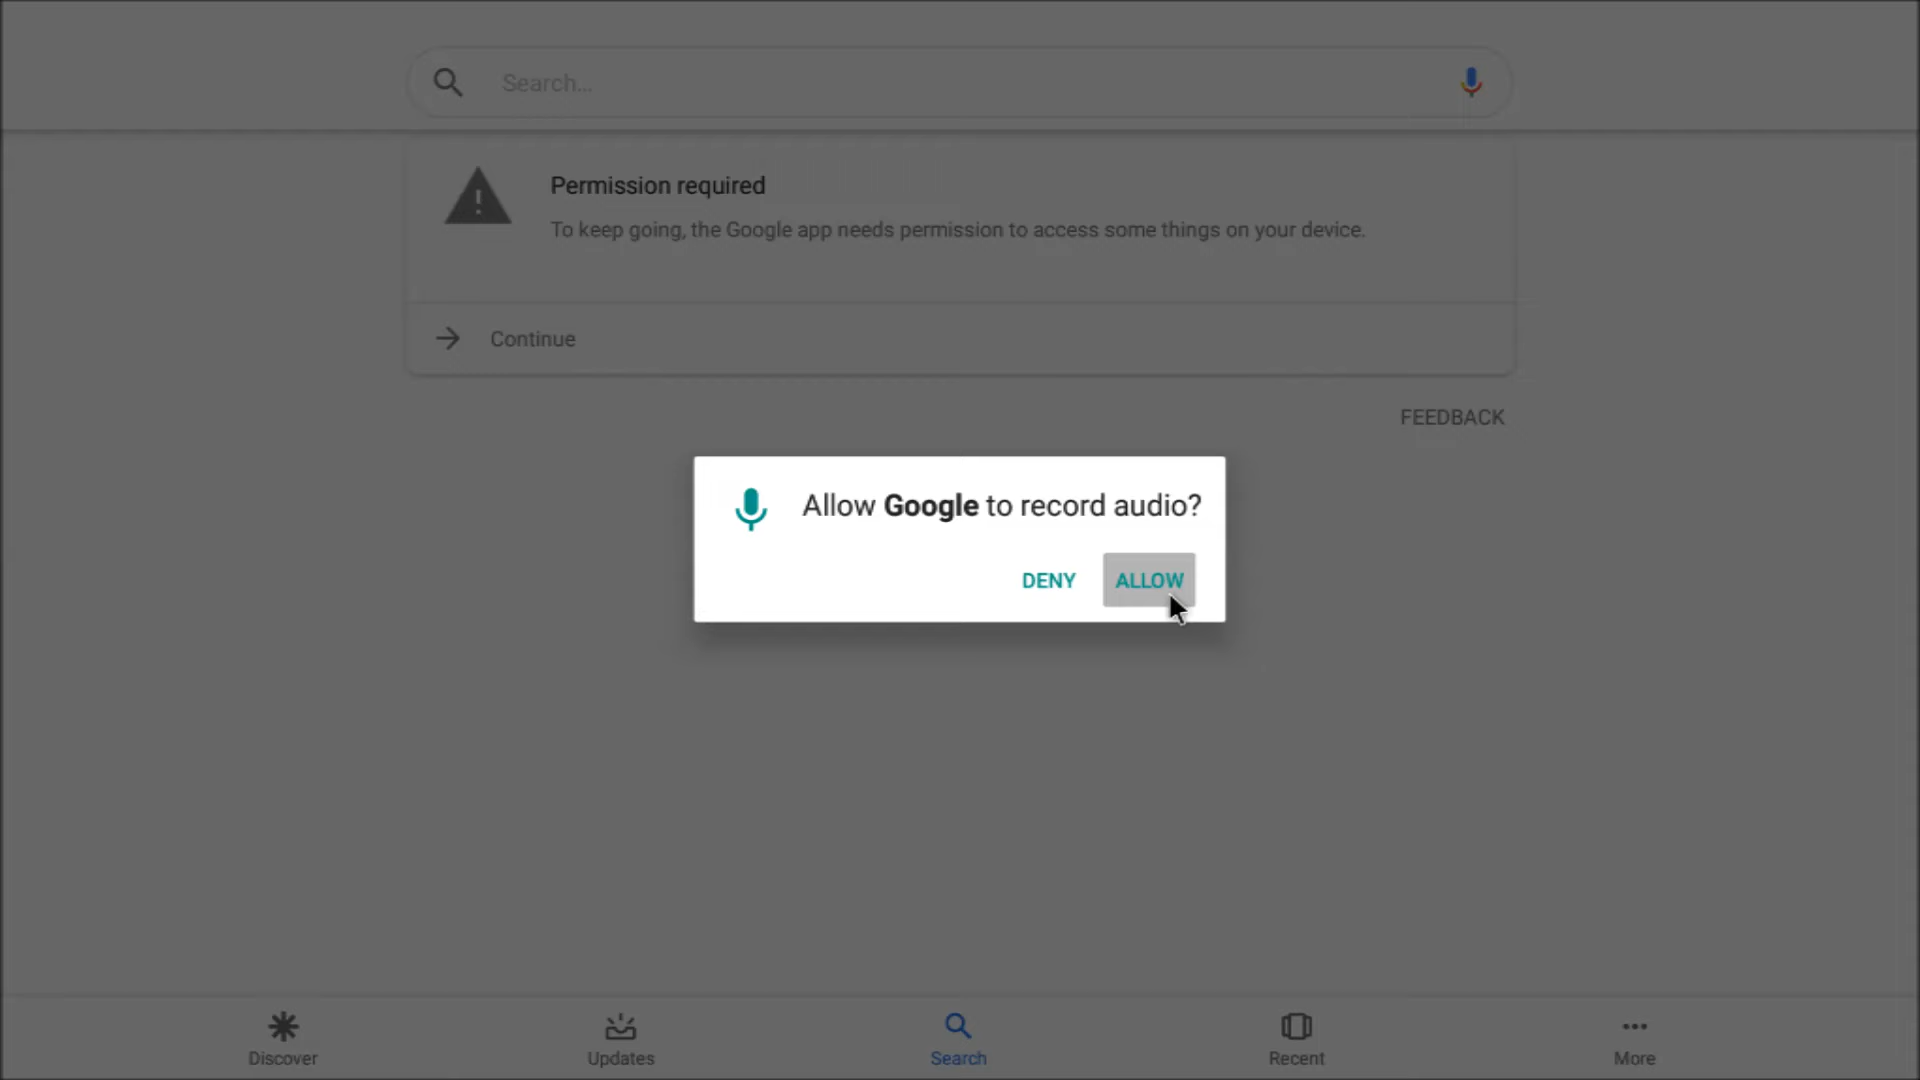 Search...
Permission required
To keep going, the Google app needs permission to access some things on your device.
Continue
FEEDBACK
Allow Google to record audio?
DENY ALLOW
Discover Updates Search Recent More